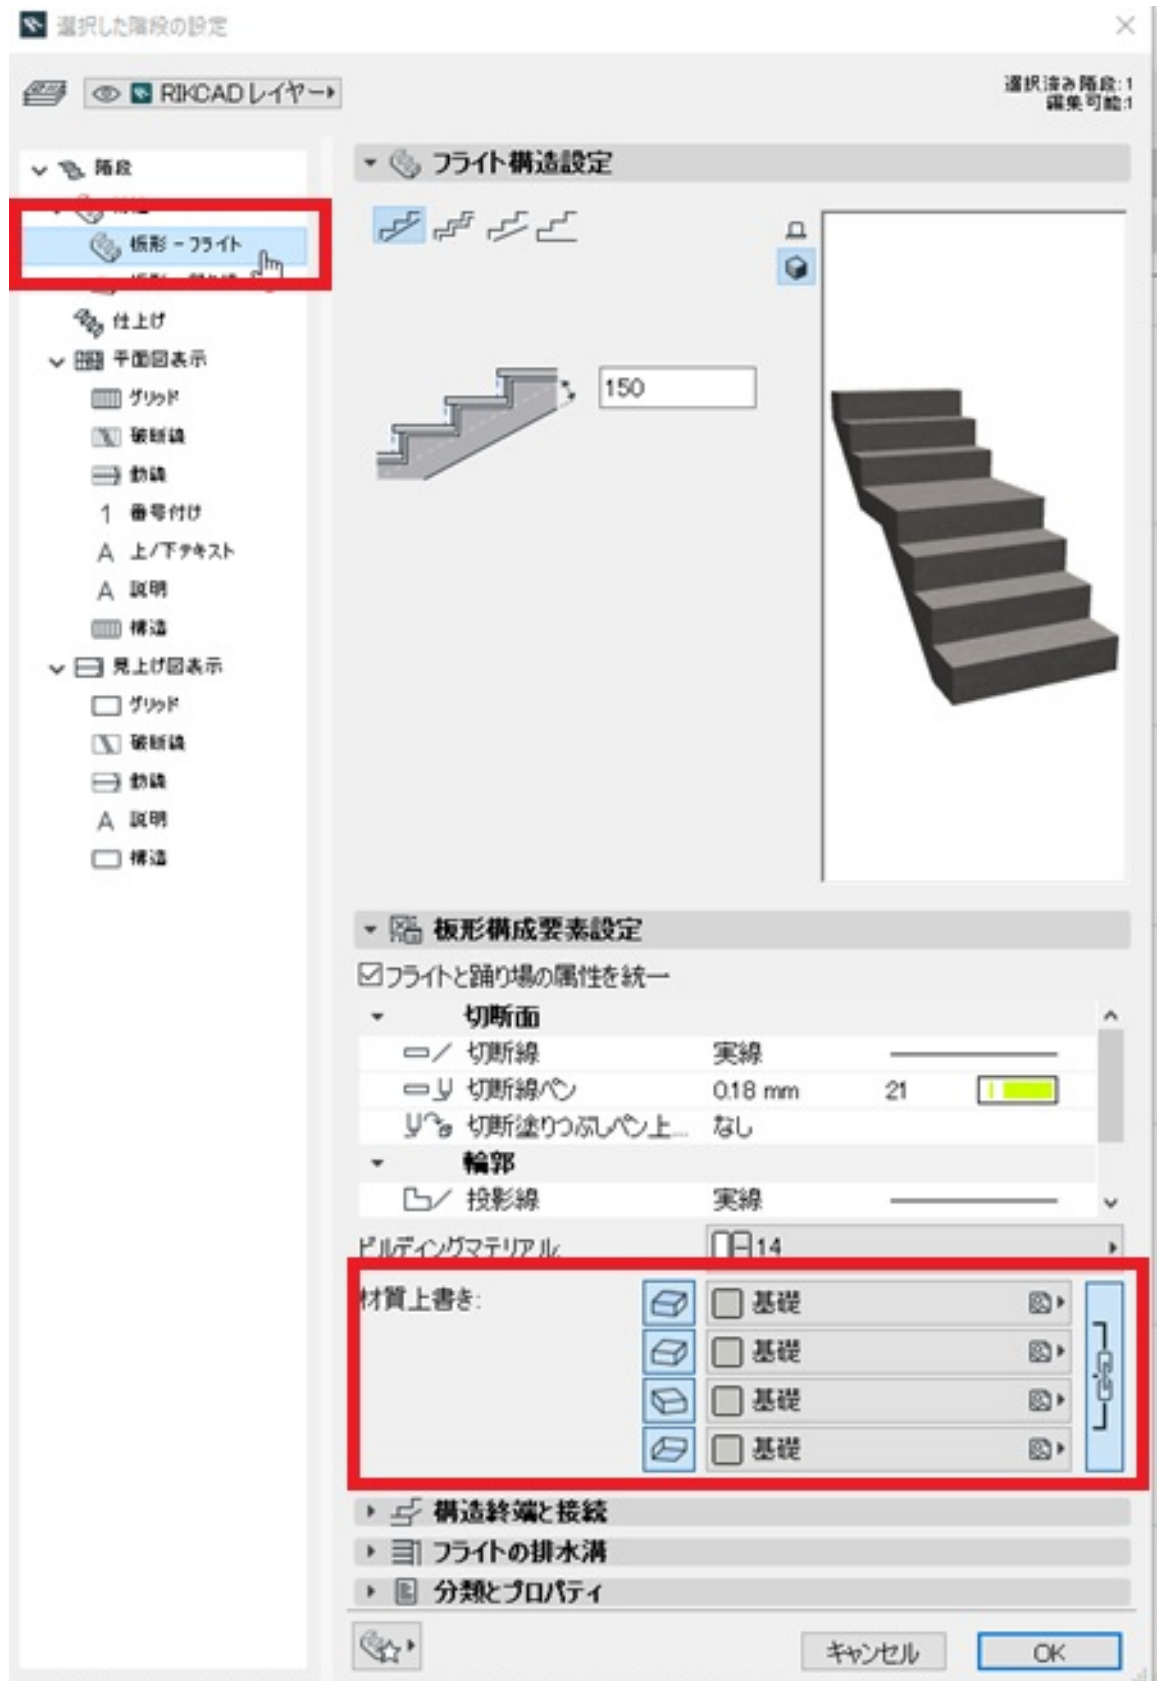 選択した階段の設定
RIKCADレイヤー
選択済み階段:1
編集可能:1
階段
板形 - フライト
仕上げ
平面図表示
グリッド
破断線
動線
1 番号付け
A 上/下テキスト
A 説明
構造
見上げ図表示
グリッド
破断線
動線
A 説明
構造
フライト構造設定
150
板形構成要素設定
フライトと踊り場の属性を統一
切断面
切断線 実線
切断線ペン 0.18 mm 21
切断塗りつぶしペン上... なし
輪郭
投影線 実線
ビルディングマテリアル: 14
材質上書き: 基礎
基礎
基礎
基礎
構造終端と接続
フライトの排水溝
分類とプロパティ
キャンセル OK